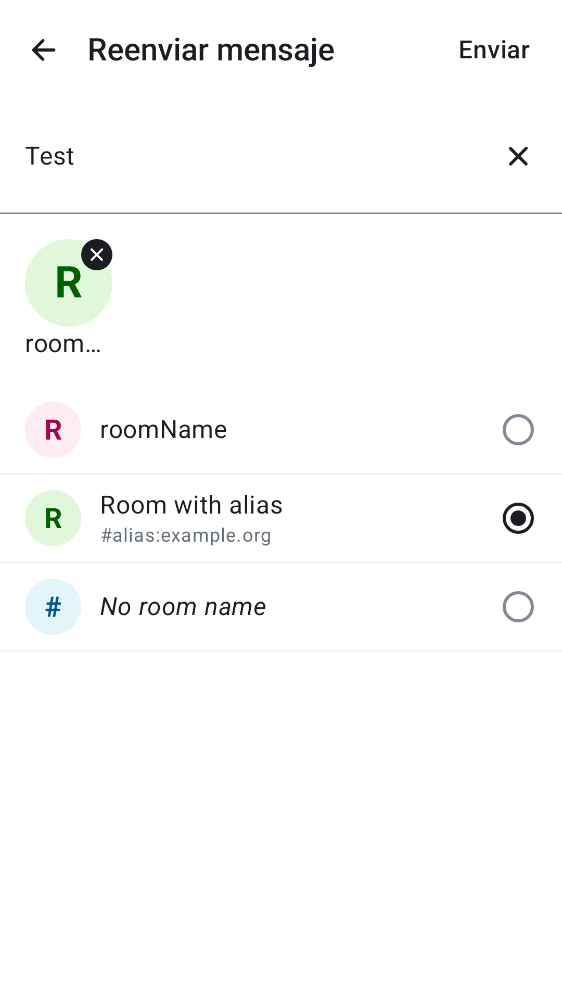 Reenviar mensaje
Enviar
Test
R
room…
R
roomName
R
Room with alias
#alias:example.org
#
No room name